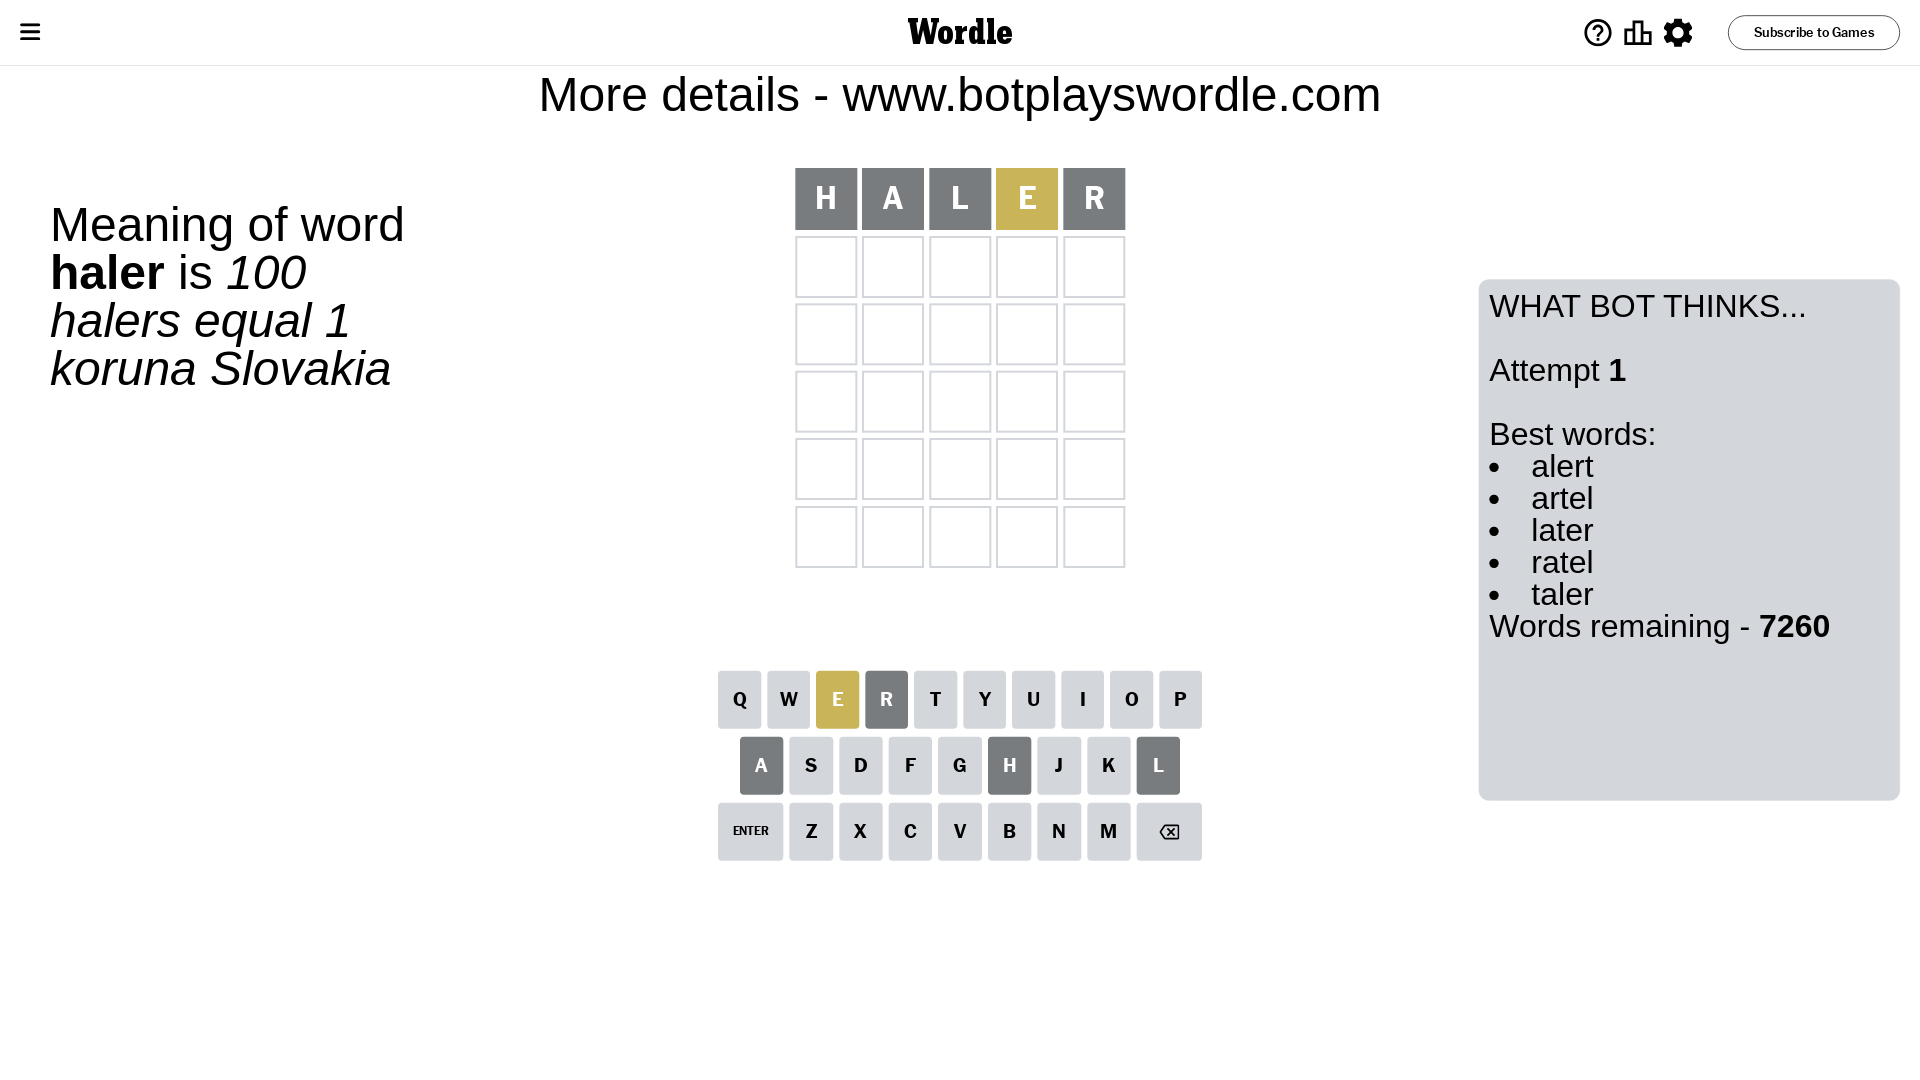 Wordle
Subscribe to Games
More details - www.botplayswordle.com
Meaning of word
haler is 100
halers equal 1
koruna Slovakia
H A L E R
WHAT BOT THINKS...
Attempt 1
Best words:
• alert
• artel
• later
• ratel
• taler
Words remaining - 7260
Q W E R T Y U I O P
A S D F G H J K L
ENTER Z X C V B N M